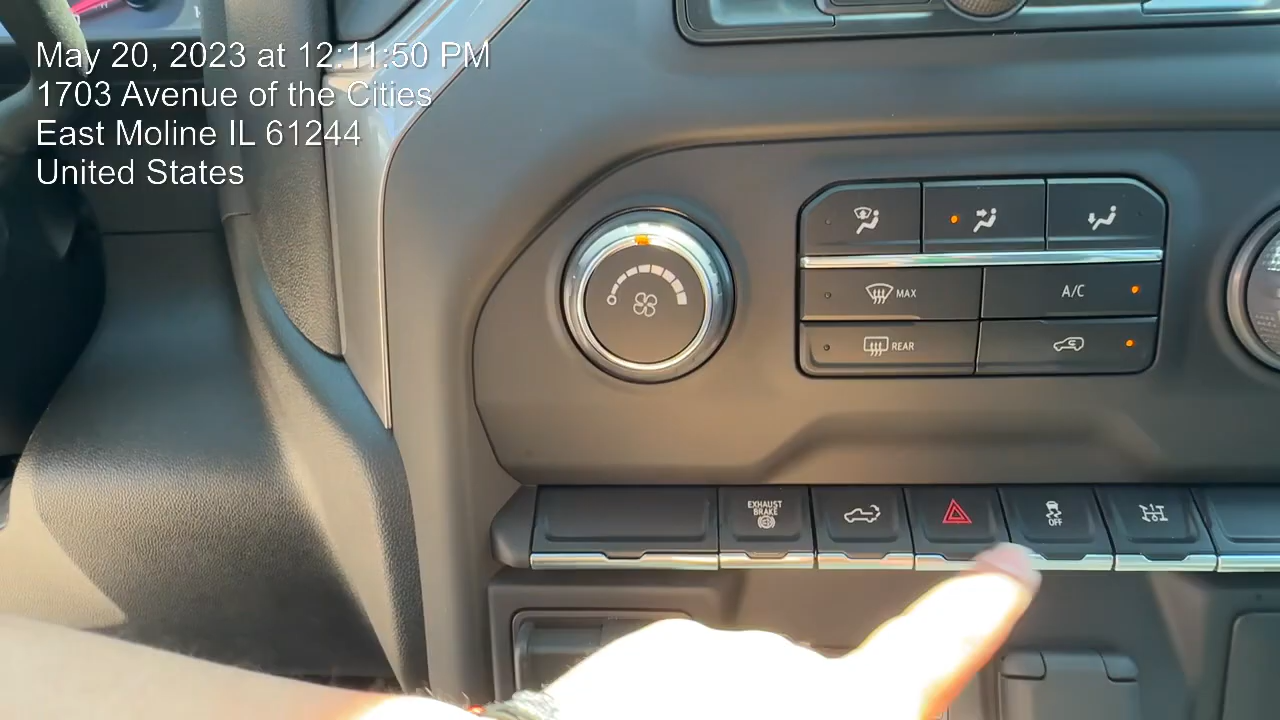 May 20, 2023 at 12:11:50 PM
1703 Avenue of the Cities
East Moline IL 61244
United States
MAX
A/C
REAR
EXHAUST
BRAKE
OFF